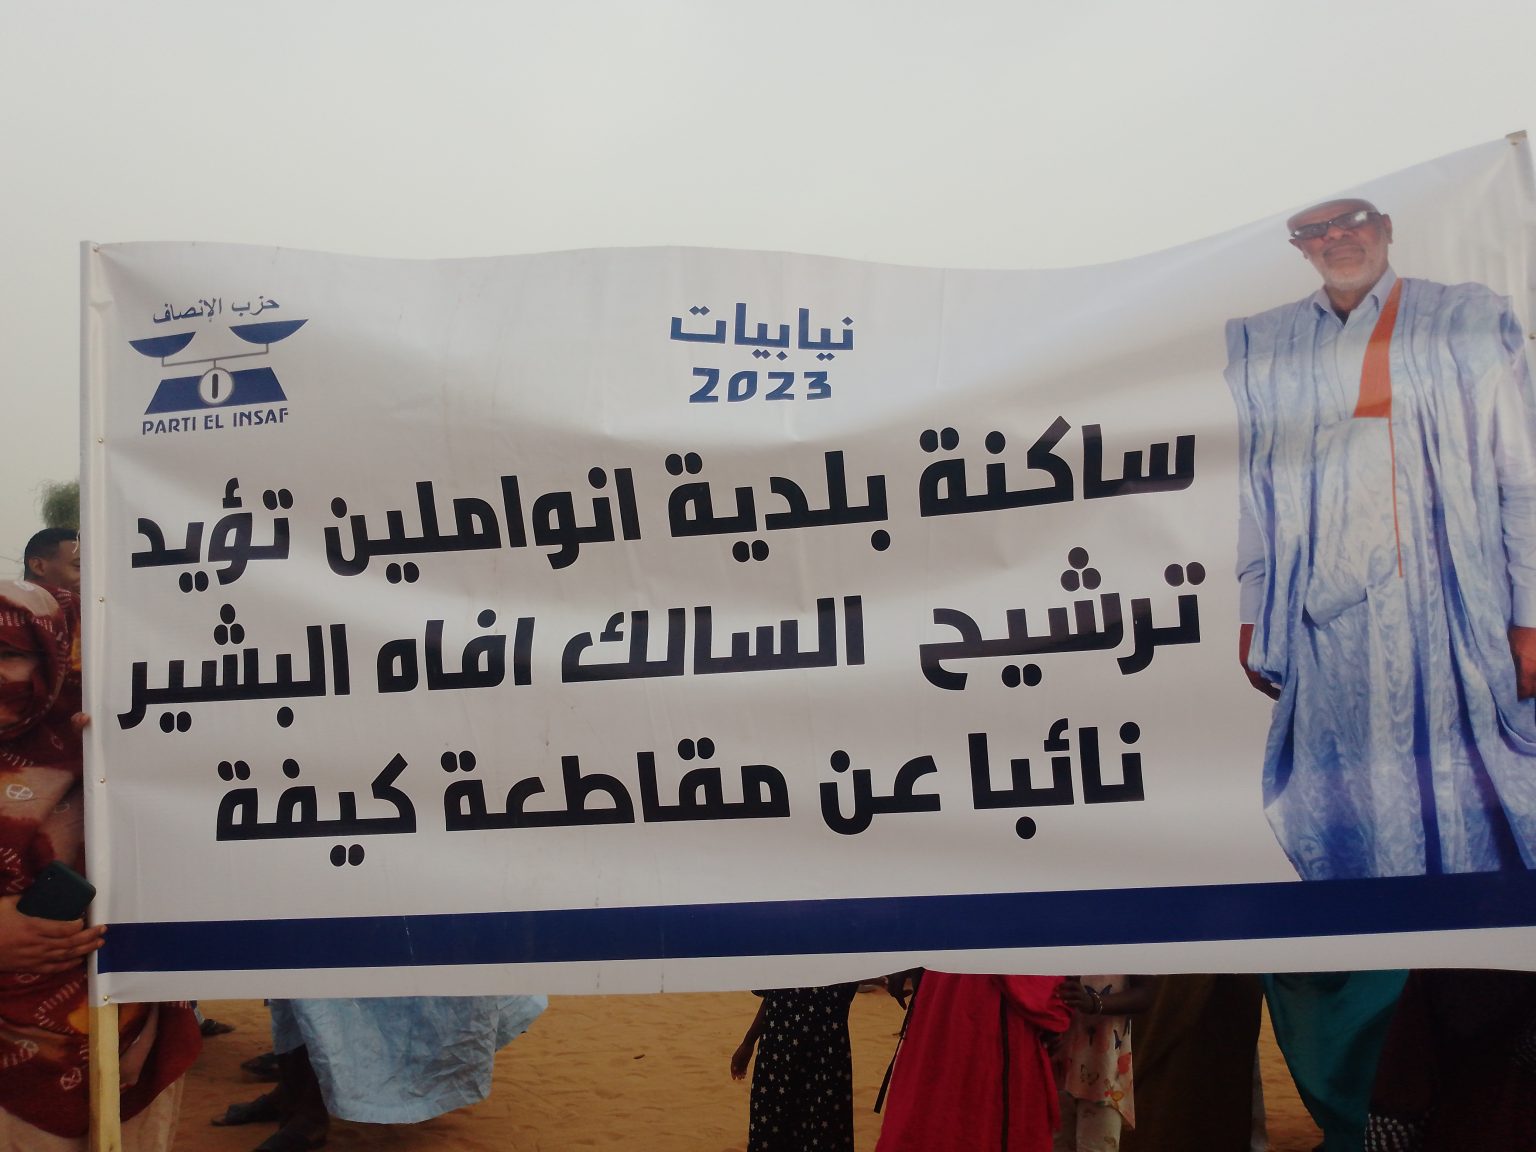 حزب الإنصاف
PARTI EL INSAF
نيابيات
2023
ساكنة بلدية انواملين تؤيد
ترشيح السالك افاه البشير
نائبا عن مقاطعة كيفة